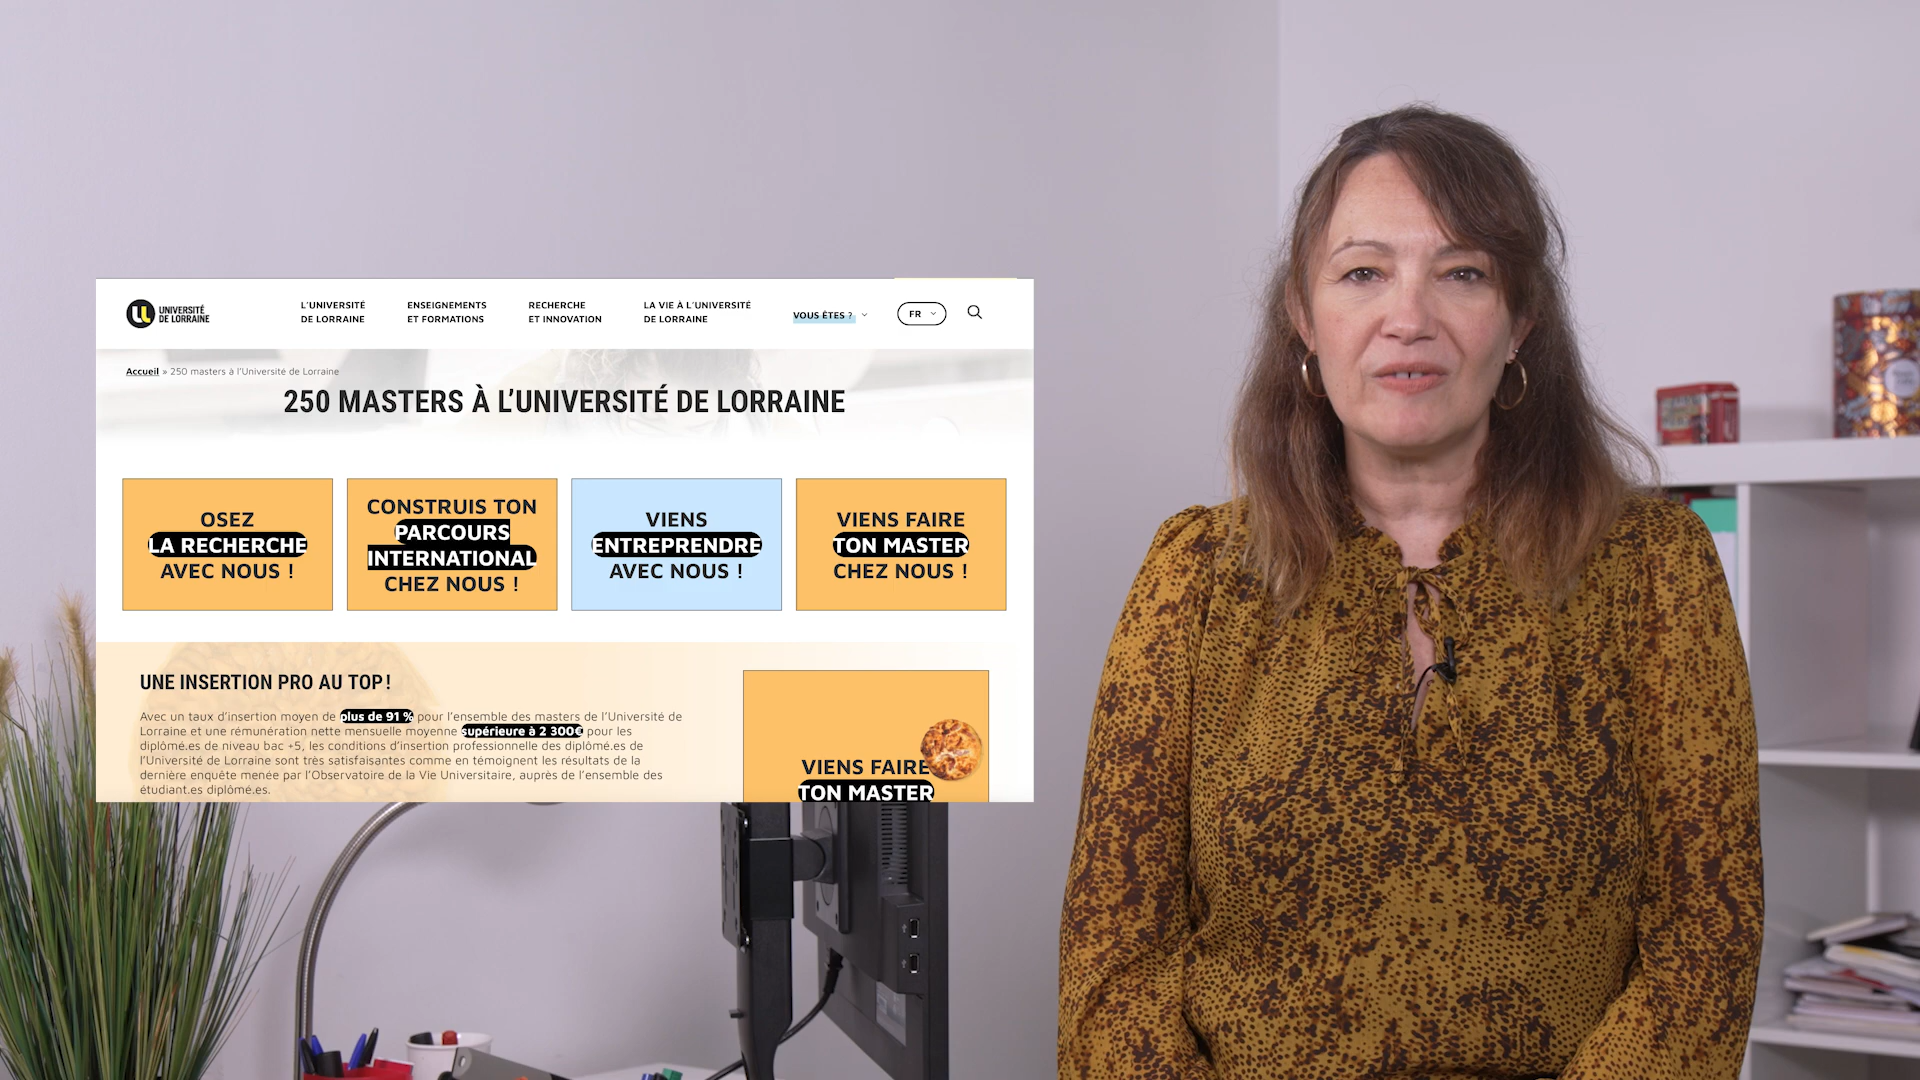 UNIVERSITÉ
DE LORRAINE
L'UNIVERSITÉ
DE LORRAINE
ENSEIGNEMENTS
ET FORMATIONS
RECHERCHE
ET INNOVATION
LA VIE À L'UNIVERSITÉ
DE LORRAINE
VOUS ÊTES ?
FR
Accueil » 250 masters à l'Université de Lorraine
250 MASTERS À L'UNIVERSITÉ DE LORRAINE
OSEZ
LA RECHERCHE
AVEC NOUS !
CONSTRUIS TON
PARCOURS
INTERNATIONAL
CHEZ NOUS !
VIENS
ENTREPRENDRE
AVEC NOUS !
VIENS FAIRE
TON MASTER
CHEZ NOUS !
UNE INSERTION PRO AU TOP !
Avec un taux d'insertion moyen de plus de 91 % pour l'ensemble des masters de l'Université de
Lorraine et une rémunération nette mensuelle moyenne supérieure à 2 300€ pour les
diplômé.es de niveau bac +5, les conditions d'insertion professionnelle des diplômé.es de
l'Université de Lorraine sont très satisfaisantes comme en témoignent les résultats de la
dernière enquête menée par l'Observatoire de la Vie Universitaire, auprès de l'ensemble des
étudiant.es diplômé.es.
VIENS FAIRE
TON MASTER